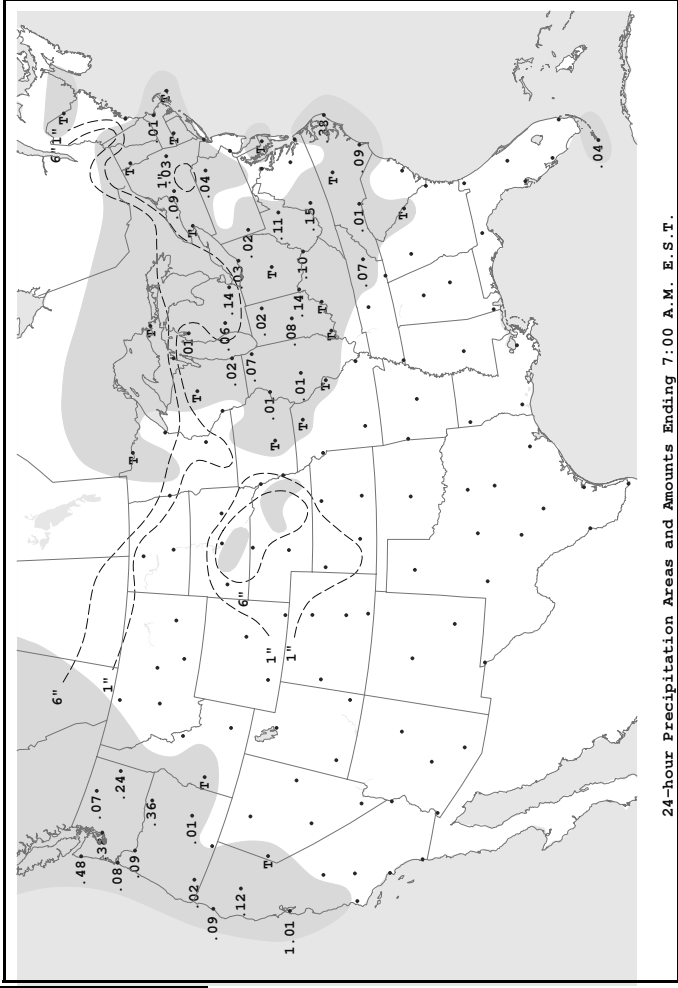 6"
6" 1"
T
.48
.07
38
1"
.08
.24
T
T
.09
.36
T
.01
1"
.03
T
T
.09
.01
.02
.01
T
T
T
.04
.09
.06
.14
.02
.03
.12
6"
.02
.07
.02
T
T
1"
.01
T
T
.11
1.01
1"
.08
.14
.01
.10
T
.15
T
.38
T
T
T
.01
.09
.07
T
.04
24-hour Precipitation Areas and Amounts Ending 7:00 A.M. E.S.T.